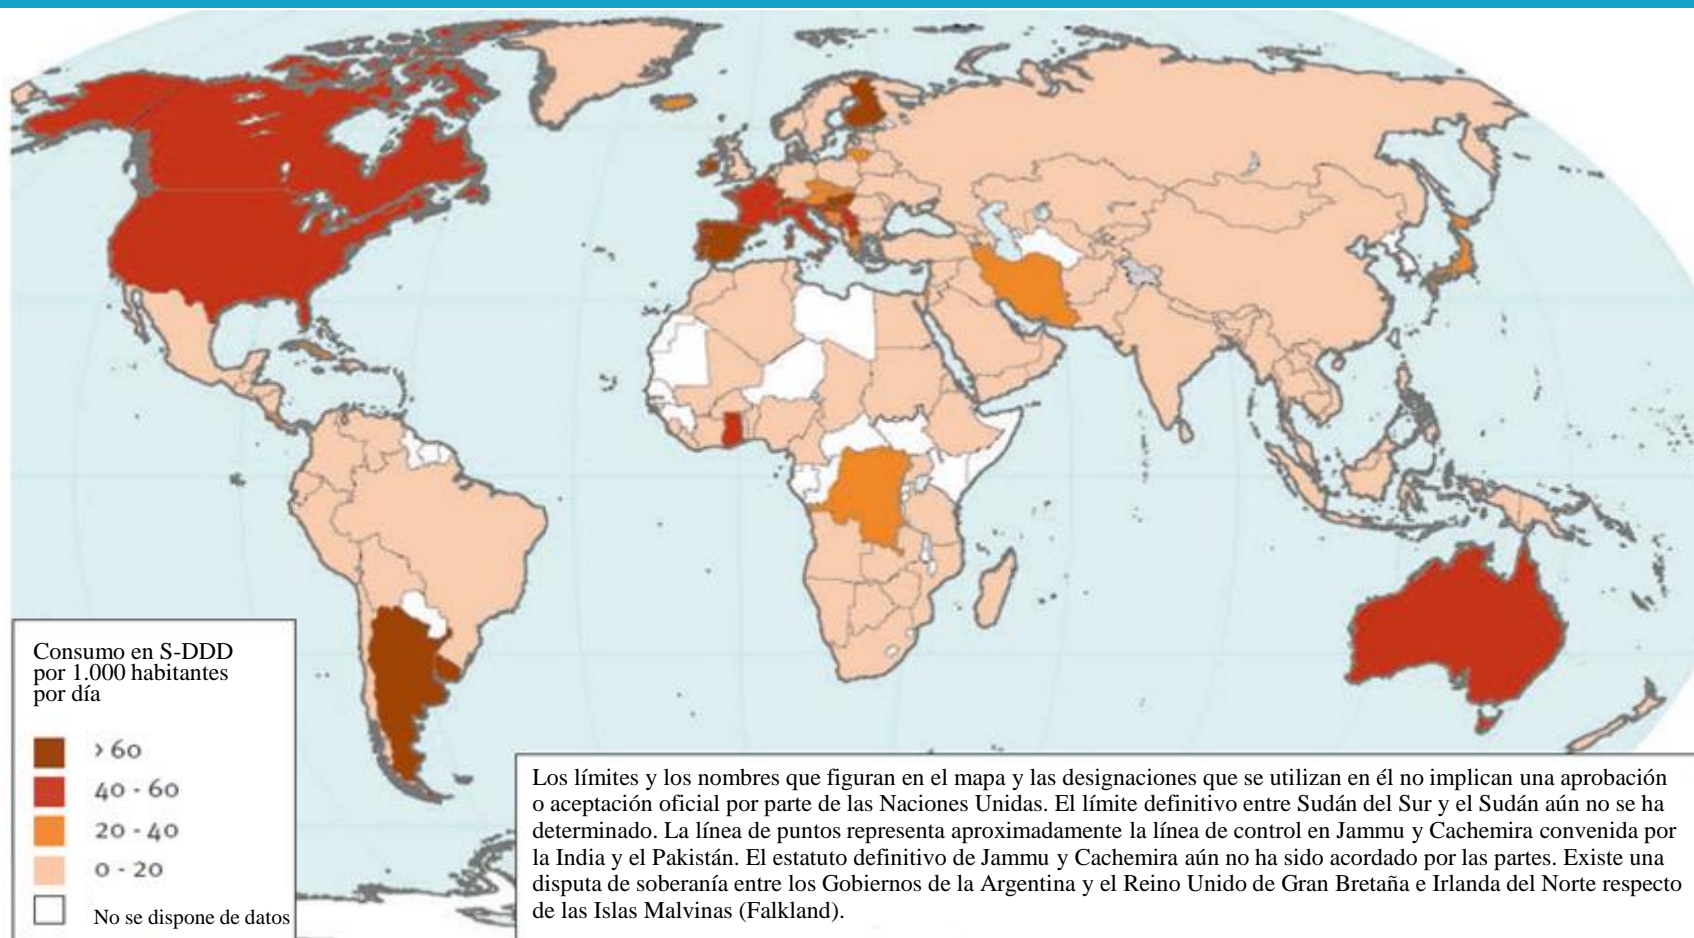 Consumo en S-DDD
por 1.000 habitantes
por día
> 60
40 - 60
20 - 40
0 - 20
No se dispone de datos
Los límites y los nombres que figuran en el mapa y las designaciones que se utilizan en él no implican una aprobación
o aceptación oficial por parte de las Naciones Unidas. El límite definitivo entre Sudán del Sur y el Sudán aún no se ha
determinado. La línea de puntos representa aproximadamente la línea de control en Jammu y Cachemira convenida por
la India y el Pakistán. El estatuto definitivo de Jammu y Cachemira aún no ha sido acordado por las partes. Existe una
disputa de soberanía entre los Gobiernos de la Argentina y el Reino Unido de Gran Bretaña e Irlanda del Norte respecto
de las Islas Malvinas (Falkland).